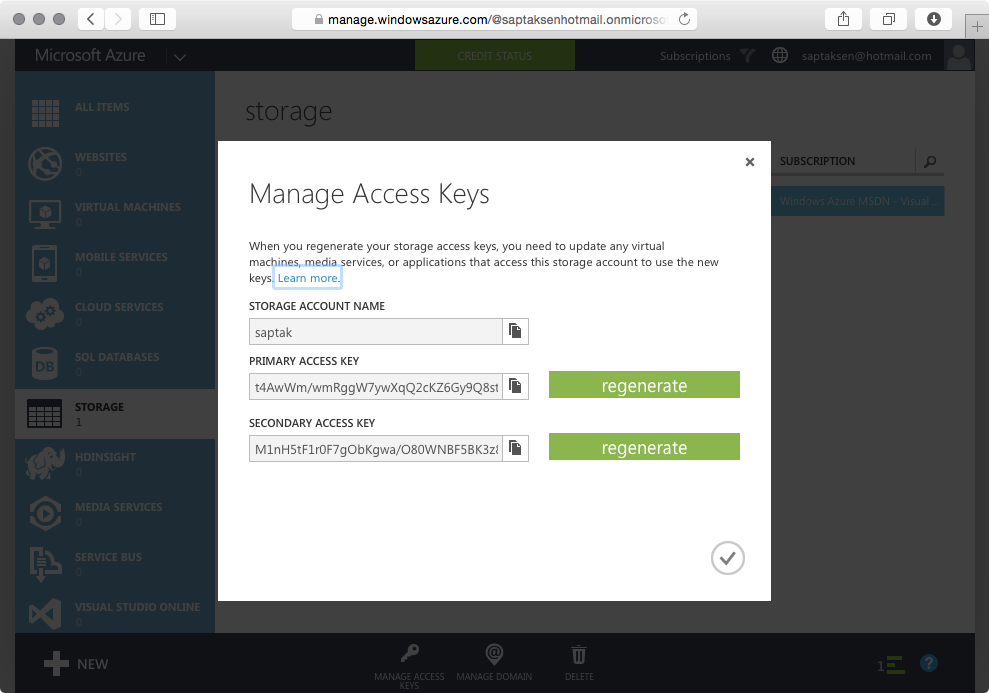 manage.windowsazure.com/@saptaksenhotmail.onmicroso
Microsoft Azure
CREDIT STATUS
Subscriptions
saptaksen@hotmail.com
ALL ITEMS
WEBSITES
0
VIRTUAL MACHINES
0
MOBILE SERVICES
0
CLOUD SERVICES
0
SQL DATABASES
0
DB
STORAGE
1
HDINSIGHT
0
MEDIA SERVICES
0
SERVICE BUS
0
VISUAL STUDIO ONLINE
0
storage
SUBSCRIPTION
Windows Azure MSDN - Visual ...
Manage Access Keys
When you regenerate your storage access keys, you need to update any virtual
machines, media services, or applications that access this storage account to use the new
keys. Learn more.
STORAGE ACCOUNT NAME
saptak
PRIMARY ACCESS KEY
t4AwWm/wmRggW7ywXqQ2cKZ6Gy9Q8st
regenerate
SECONDARY ACCESS KEY
M1nH5tF1r0F7gObKgwa/O80WNBF5BK3z8
regenerate
NEW
MANAGE ACCESS
KEYS
MANAGE DOMAIN
DELETE
1
?